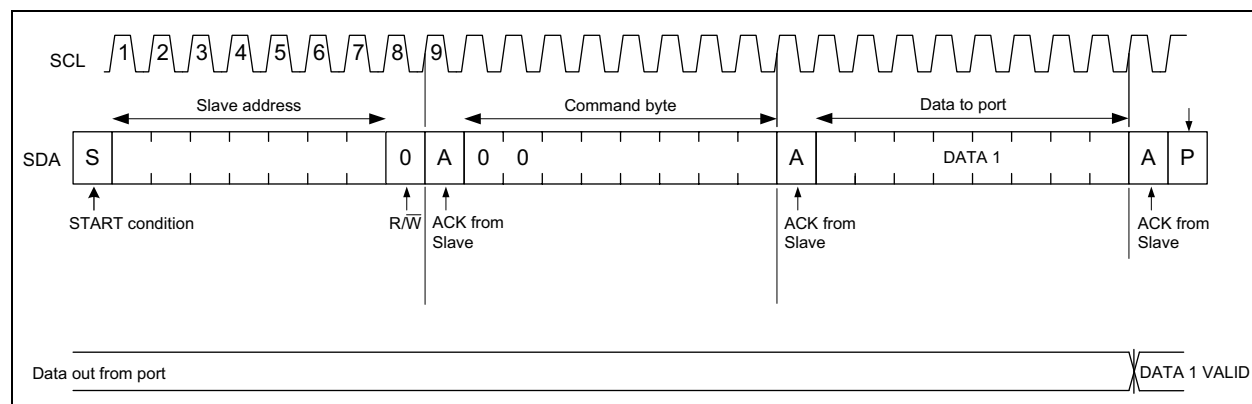 SCL 1 2 3 4 5 6 7 8 9
Slave address Command byte Data to port
SDA S 0 A 0 0 A DATA 1 A P
START condition R/W̅ ACK from Slave ACK from Slave ACK from Slave
Data out from port DATA 1 VALID